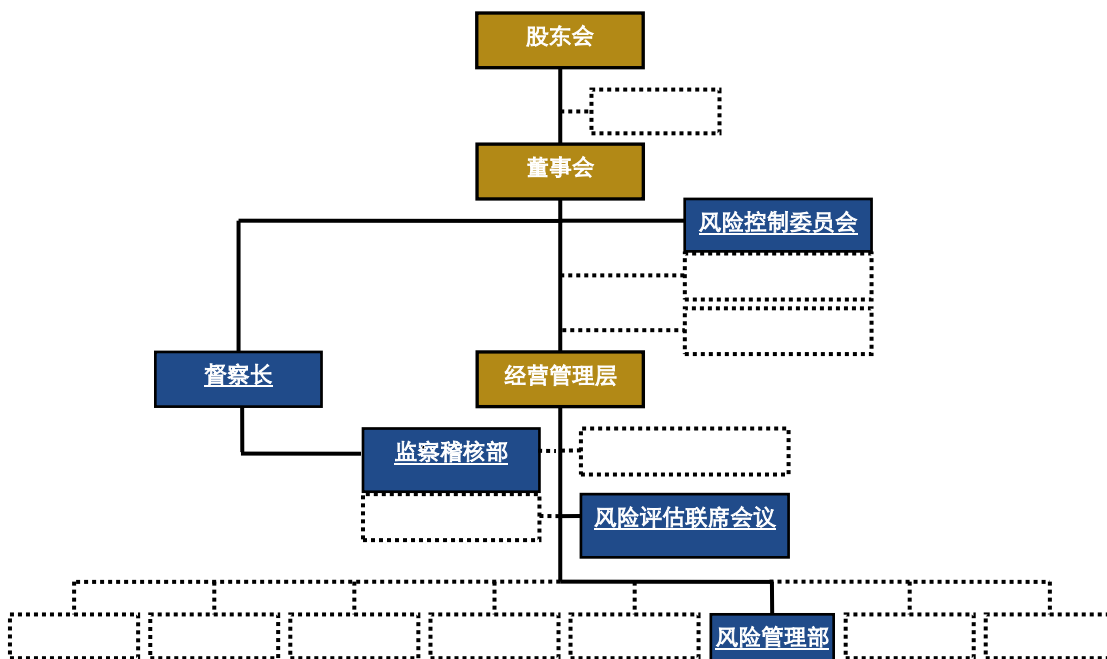 股东会
董事会
风险控制委员会
督察长
经营管理层
监察稽核部
风险评估联席会议
风险管理部